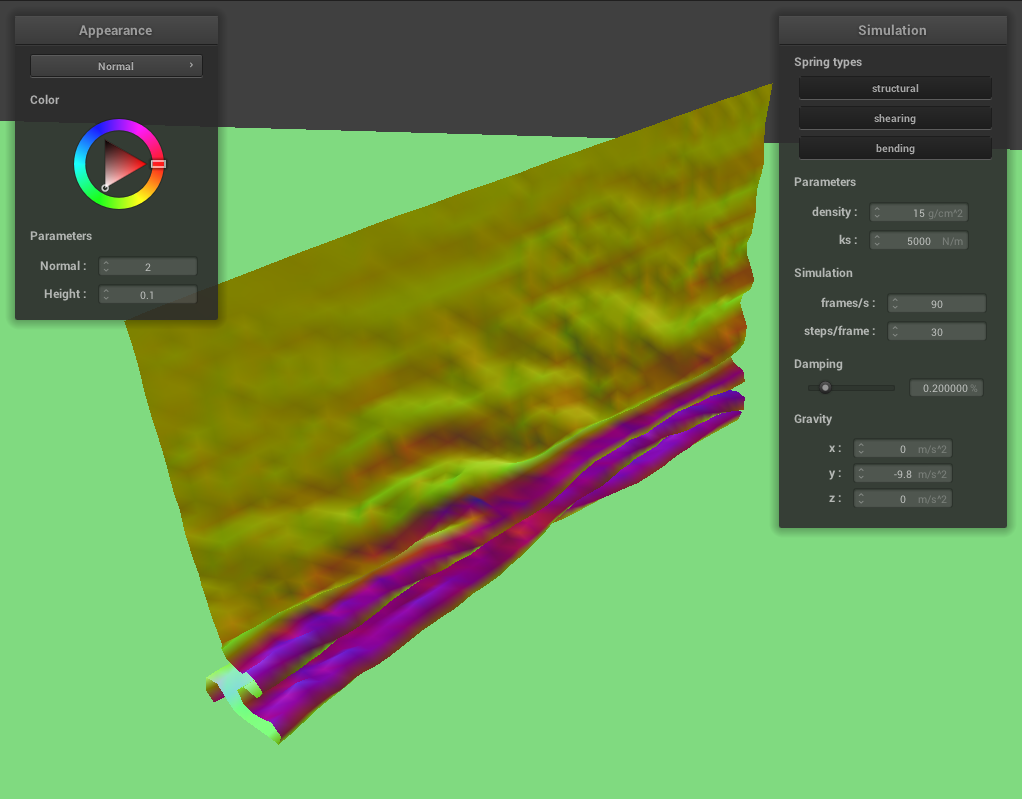 Appearance
Normal ›
Color
Parameters
Normal : 2
Height : 0.1
Simulation
Spring types
structural
shearing
bending
Parameters
density : 15 g/cm^2
ks : 5000 N/m
Simulation
frames/s : 90
steps/frame : 30
Damping
0.200000 %
Gravity
x : 0 m/s^2
y : -9.8 m/s^2
z : 0 m/s^2